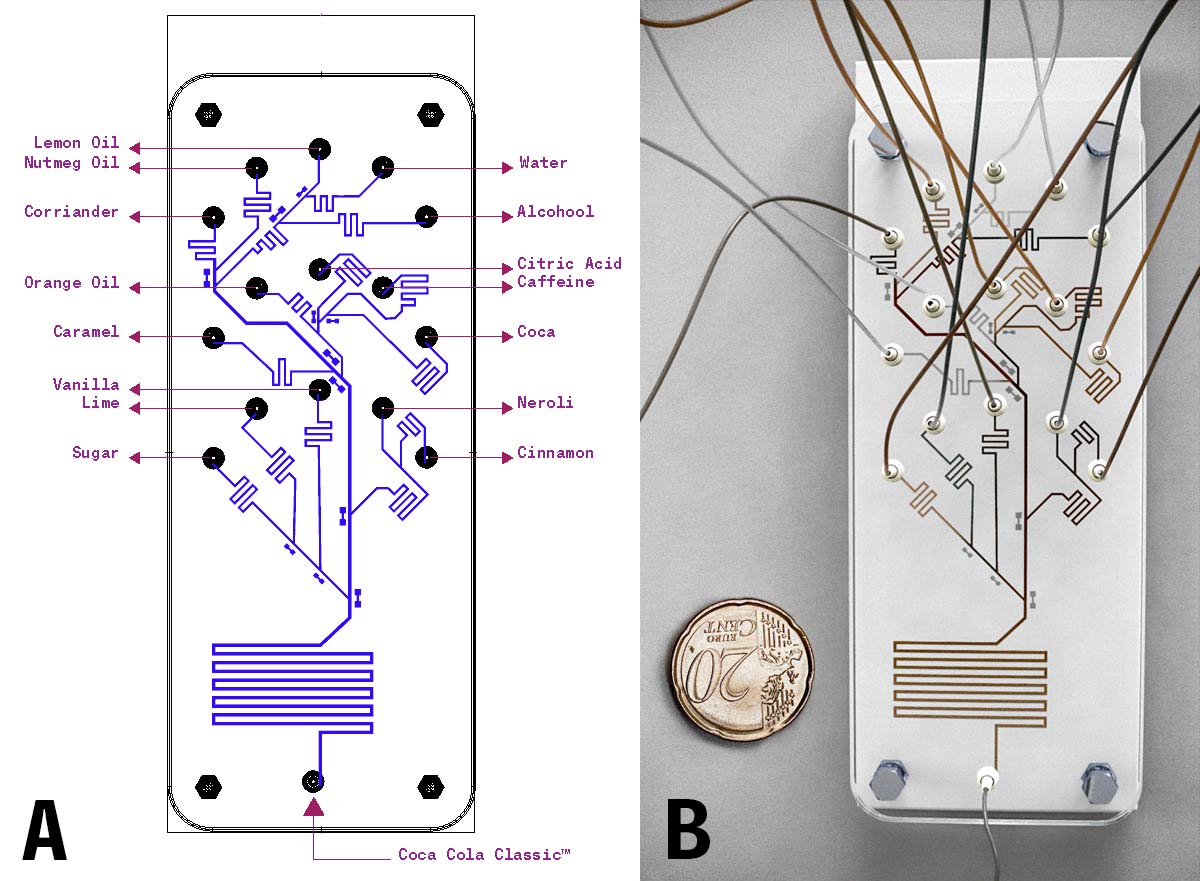 Lemon Oil
Nutmeg Oil
Water
Corriander
Alcohool
Citric Acid
Orange Oil
Caffeine
Caramel
Coca
Vanilla
Lime
Neroli
Sugar
Cinnamon
Coca Cola Classic™
A
B
20
EURO
CENT